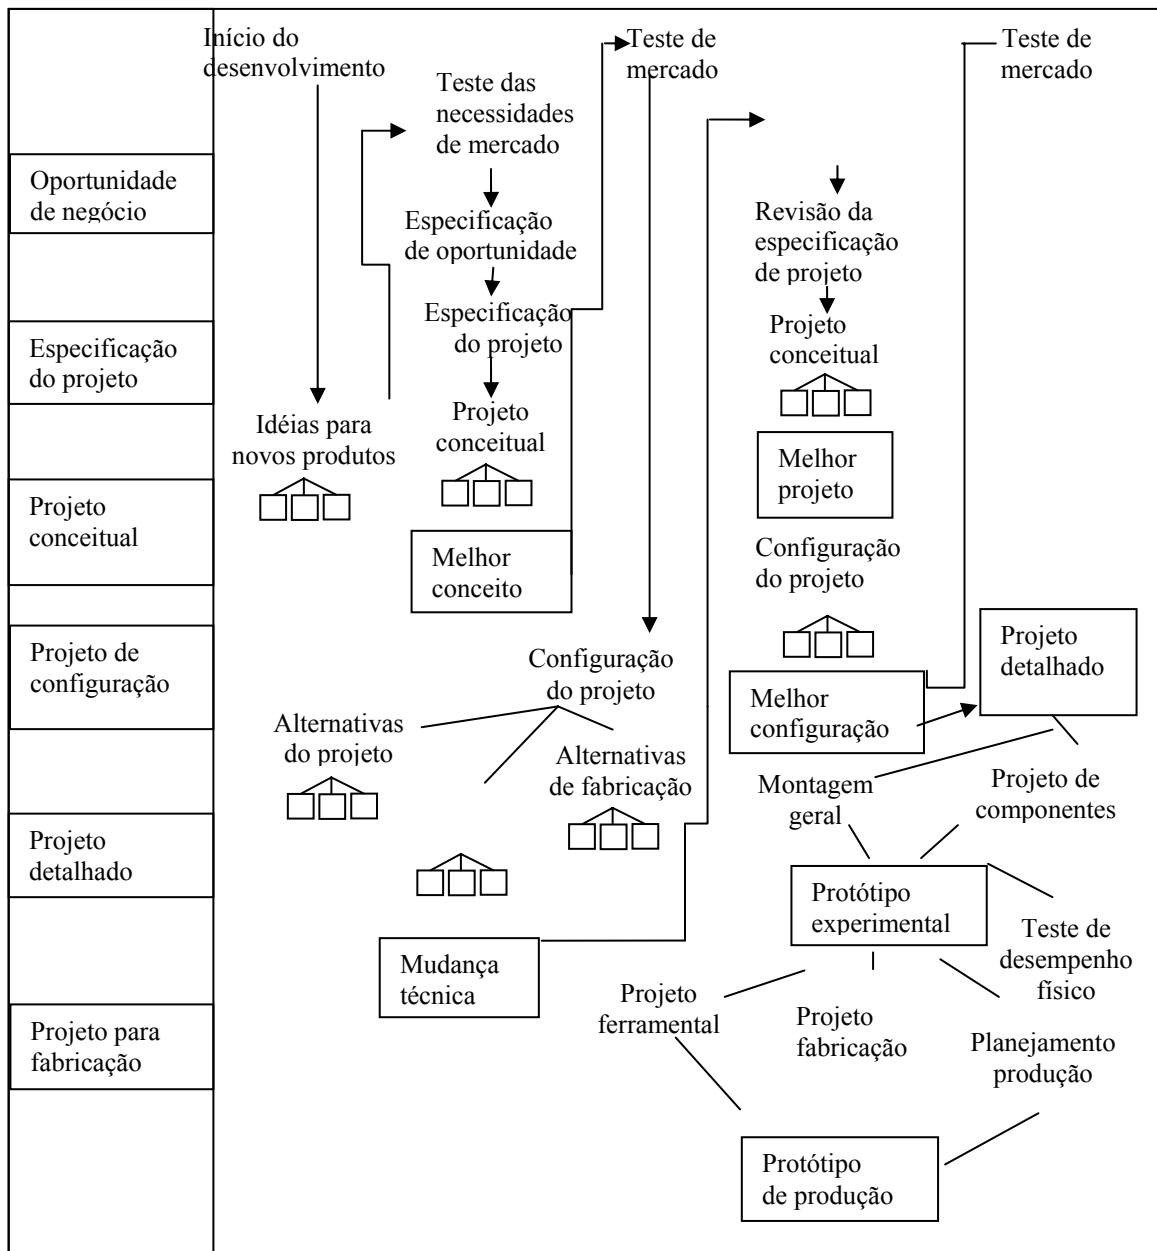 Início do
desenvolvimento
Teste das
necessidades
de mercado
Teste de
mercado
Teste de
mercado
Oportunidade
de negócio
Especificação
de oportunidade
Revisão da
especificação
de projeto
Especificação
do projeto
Especificação
do projeto
Projeto
conceitual
Idéias para
novos produtos
Projeto
conceitual
Melhor
projeto
Projeto
conceitual
Melhor
conceito
Configuração
do projeto
Projeto de
configuração
Configuração
do projeto
Melhor
configuração
Projeto
detalhado
Alternativas
do projeto
Alternativas
de fabricação
Montagem
geral
Projeto de
componentes
Projeto
detalhado
Protótipo
experimental
Mudança
técnica
Teste de
desempenho
físico
Projeto
ferramental
Projeto
fabricação
Planejamento
produção
Projeto para
fabricação
Protótipo
de produção